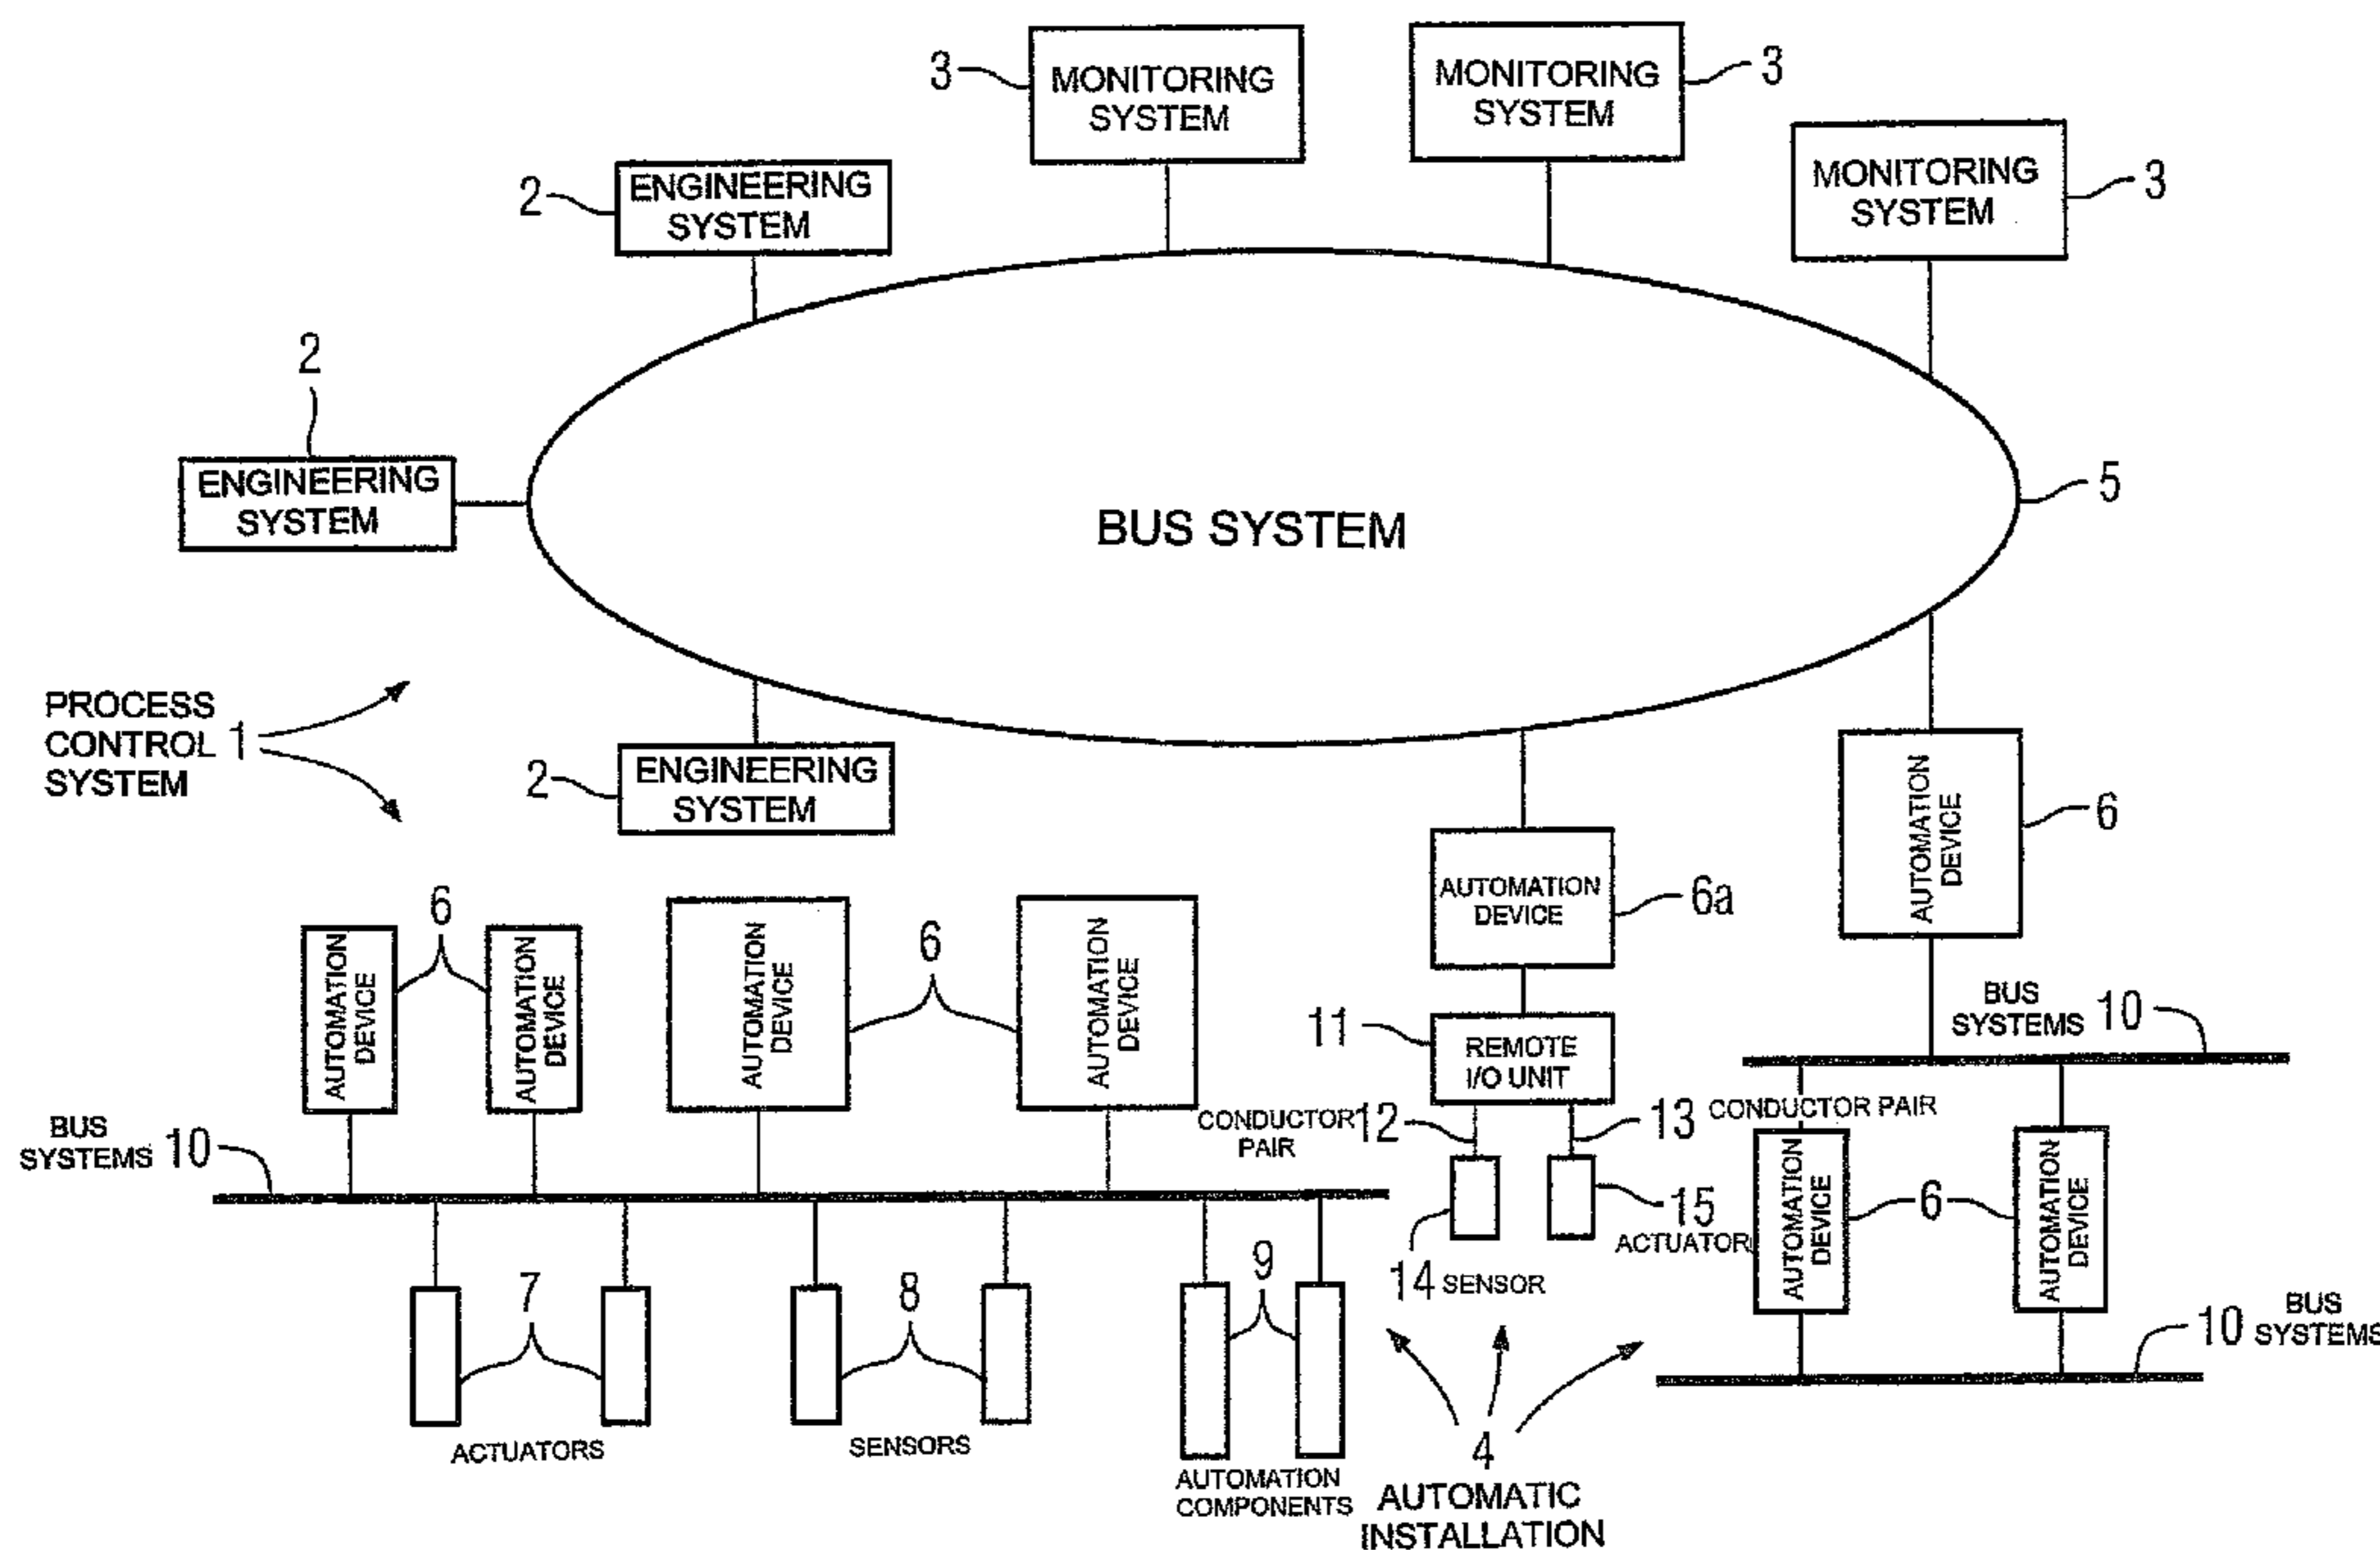 3
MONITORING
SYSTEM
MONITORING
SYSTEM
3
MONITORING
SYSTEM
3
2
ENGINEERING
SYSTEM
2
ENGINEERING
SYSTEM
BUS SYSTEM
5
PROCESS
CONTROL 1
SYSTEM
2
ENGINEERING
SYSTEM
AUTOMATION
DEVICE
6
AUTOMATION
DEVICE
6a
6
AUTOMATION
DEVICE
AUTOMATION
DEVICE
6
AUTOMATION
DEVICE
AUTOMATION
DEVICE
11
REMOTE
I/O UNIT
BUS
SYSTEMS 10
BUS
SYSTEMS 10
CONDUCTOR
PAIR
12
13 CONDUCTOR PAIR
14 SENSOR
15
ACTUATOR
AUTOMATION
DEVICE
6
AUTOMATION
DEVICE
7
8
9
10 BUS
SYSTEMS
ACTUATORS
SENSORS
AUTOMATION
COMPONENTS
4
AUTOMATIC
INSTALLATION